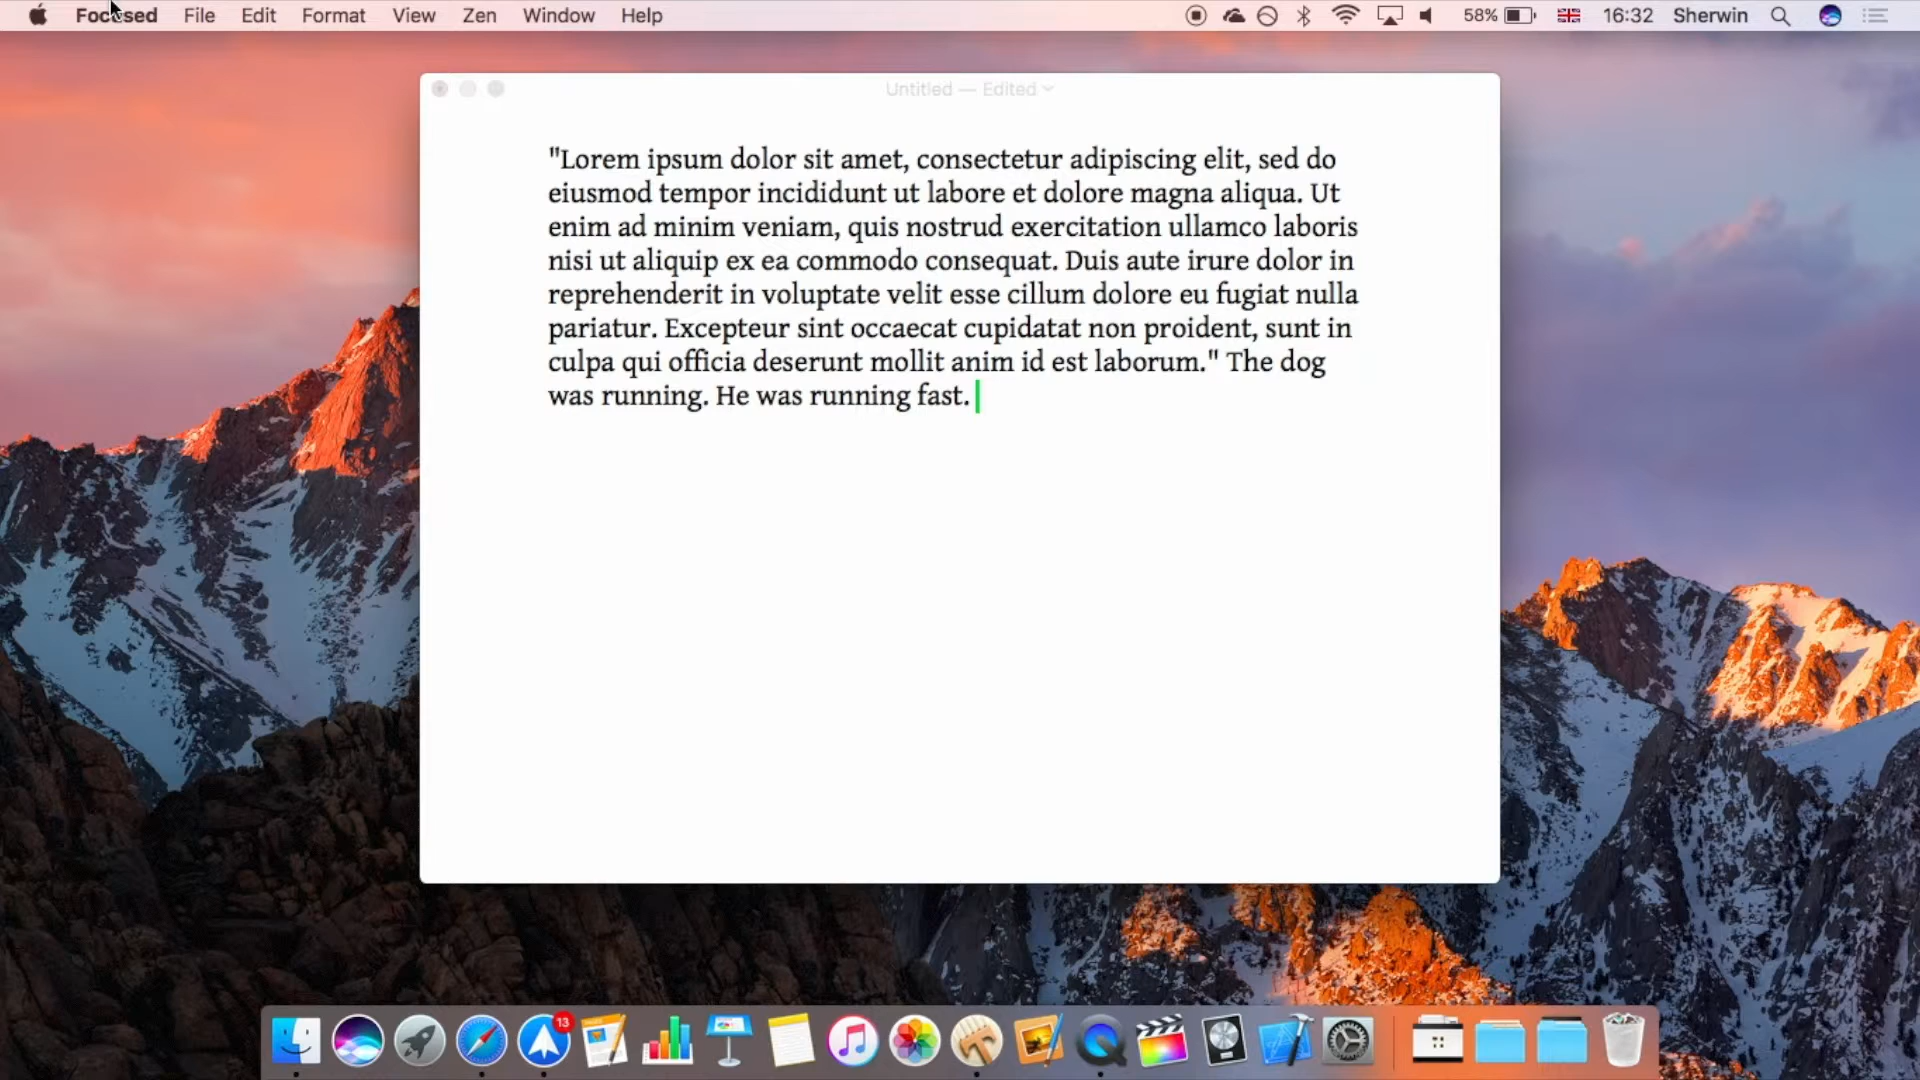 Focused File Edit Format View Zen Window Help 58% 16:32 Sherwin
Untitled — Edited
"Lorem ipsum dolor sit amet, consectetur adipiscing elit, sed do
eiusmod tempor incididunt ut labore et dolore magna aliqua. Ut
enim ad minim veniam, quis nostrud exercitation ullamco laboris
nisi ut aliquip ex ea commodo consequat. Duis aute irure dolor in
reprehenderit in voluptate velit esse cillum dolore eu fugiat nulla
pariatur. Excepteur sint occaecat cupidatat non proident, sunt in
culpa qui officia deserunt mollit anim id est laborum." The dog
was running. He was running fast.
13